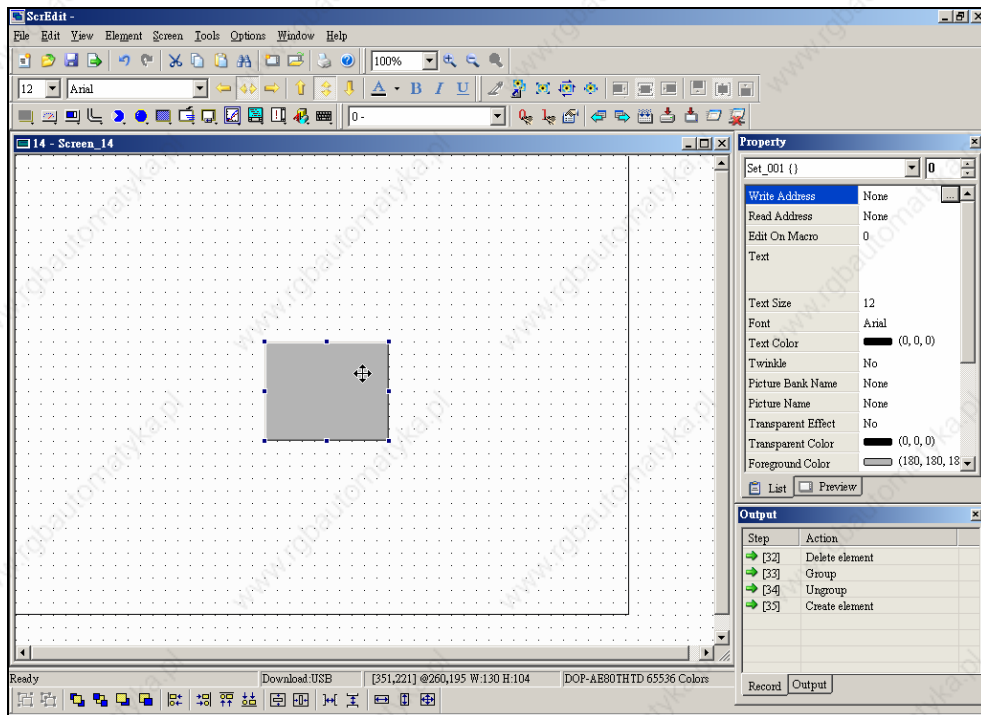 ScrEdit -
File Edit View Element Screen Tools Options Window Help
100%
12 Arial A B I U
0 -
14 - Screen_14
Property
Set_001 {} 0
Write Address None ...
Read Address None
Edit On Macro 0
Text
Text Size 12
Font Arial
Text Color (0, 0, 0)
Twinkle No
Picture Bank Name None
Picture Name None
Transparent Effect No
Transparent Color (0, 0, 0)
Foreground Color (180, 180, 18
List Preview
Output
Step Action
[32] Delete element
[33] Group
[34] Ungroup
[35] Create element
Record Output
Ready Download:USB [351,221] @260,195 W:130 H:104 DOP-AE80THTD 65536 Colors
www.rgbautomatyka.pl